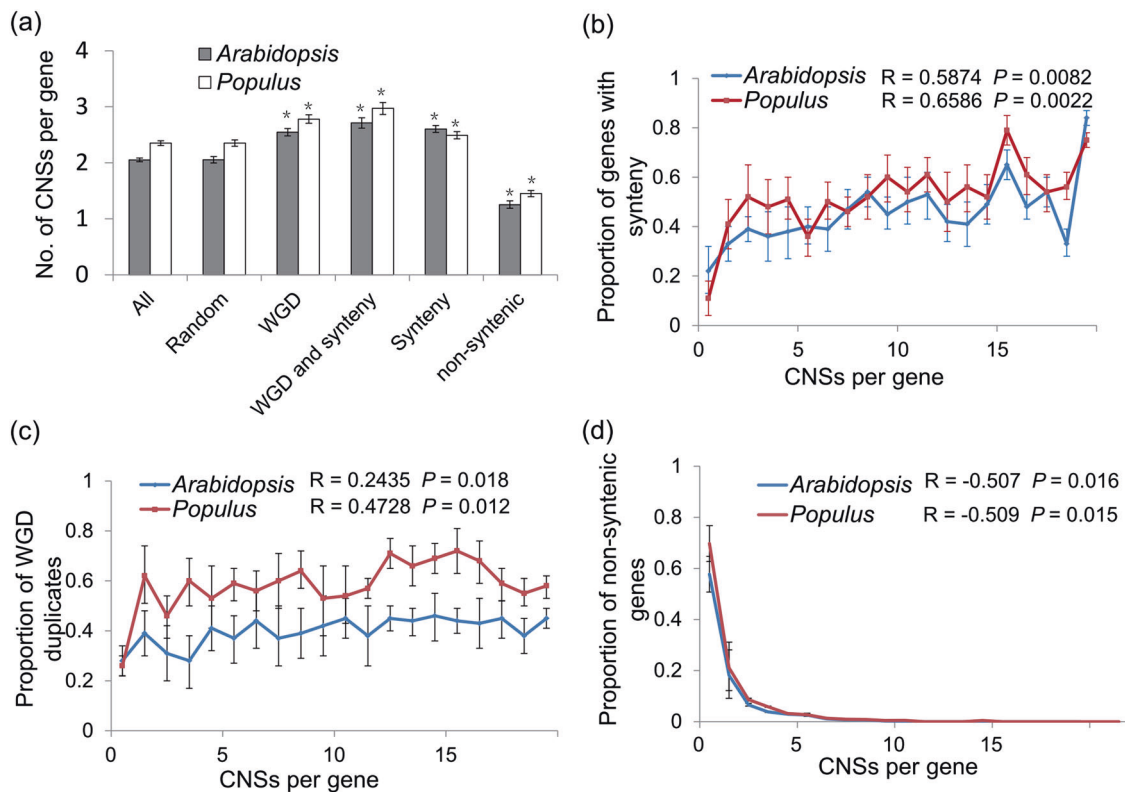 (a)
No. of CNSs per gene
4
3
2
1
0
Arabidopsis
Populus
* * * * * * * *
All
Random
WGD
WGD and synteny
Synteny
non-syntenic
(b)
Proportion of genes with
synteny
1
0.8
0.6
0.4
0.2
0
Arabidopsis R = 0.5874 P = 0.0082
Populus R = 0.6586 P = 0.0022
0 5 10 15
CNSs per gene
(c)
Proportion of WGD
duplicates
1
0.8
0.6
0.4
0.2
0
Arabidopsis R = 0.2435 P = 0.018
Populus R = 0.4728 P = 0.012
0 5 10 15
CNSs per gene
(d)
Proportion of non-syntenic
genes
1
0.8
0.6
0.4
0.2
0
Arabidopsis R = -0.507 P = 0.016
Populus R = -0.509 P = 0.015
0 5 10 15
CNSs per gene